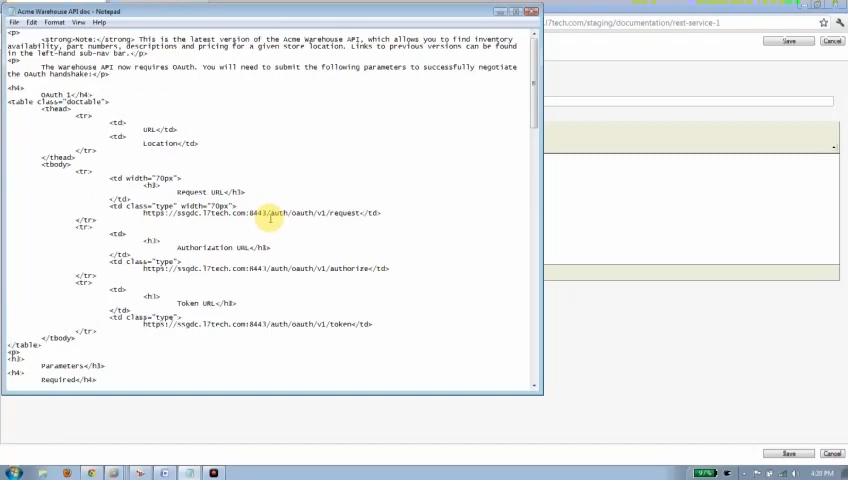 Acme Warehouse API doc - Notepad
File Edit Format View Help
<p>
<strong>Note:</strong> This is the latest version of the Acme Warehouse API, which allows you to find inventory
availability, part numbers, descriptions and pricing for a given store location. Links to previous versions can be found
in the left-hand sub-nav bar.</p>
<p>
The Warehouse API now requires OAuth. You will need to submit the following parameters to successfully negotiate
the OAuth handshake:</p>
<h4>
OAuth 1</h4>
<table class="doctable">
<thead>
<tr>
<td>
URL</td>
<td>
Location</td>
</tr>
</thead>
<tbody>
<tr>
<td width="70px">
<h3>
Request URL</h3>
</td>
<td class="type" width="70px">
https://ssgdc.l7tech.com:8443/auth/oauth/v1/request</td>
</tr>
<tr>
<td>
<h3>
Authorization URL</h3>
</td>
<td class="type">
https://ssgdc.l7tech.com:8443/auth/oauth/v1/authorize</td>
</tr>
<tr>
<td>
<h3>
Token URL</h3>
</td>
<td class="type">
https://ssgdc.l7tech.com:8443/auth/oauth/v1/token</td>
</tr>
</tbody>
</table>
<p>
<h3>
Parameters</h3>
<h4>
Required</h4>
l7tech.com/staging/documentation/rest-service-1
Save Cancel
Save Cancel
97% 4:20 PM